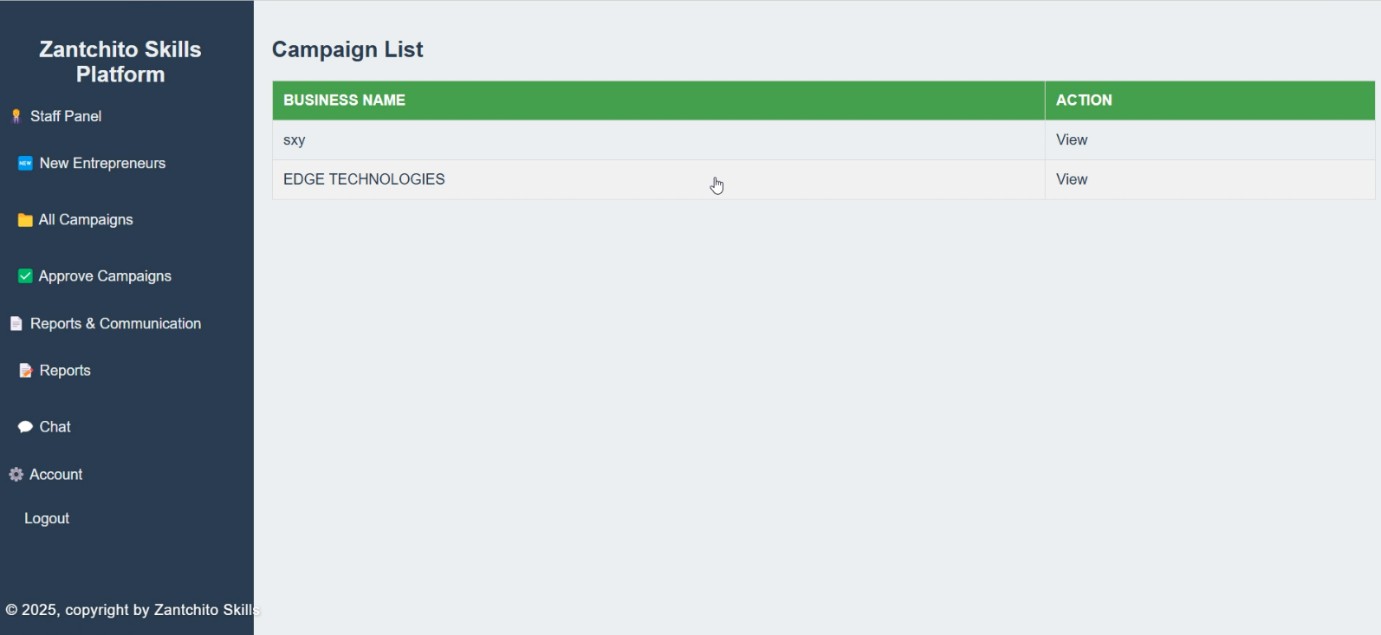 Zantchito Skills
Platform
Staff Panel
New Entrepreneurs
All Campaigns
Approve Campaigns
Reports & Communication
Reports
Chat
Account
Logout
© 2025, copyright by Zantchito Skills
Campaign List
BUSINESS NAME ACTION
sxy View
EDGE TECHNOLOGIES View